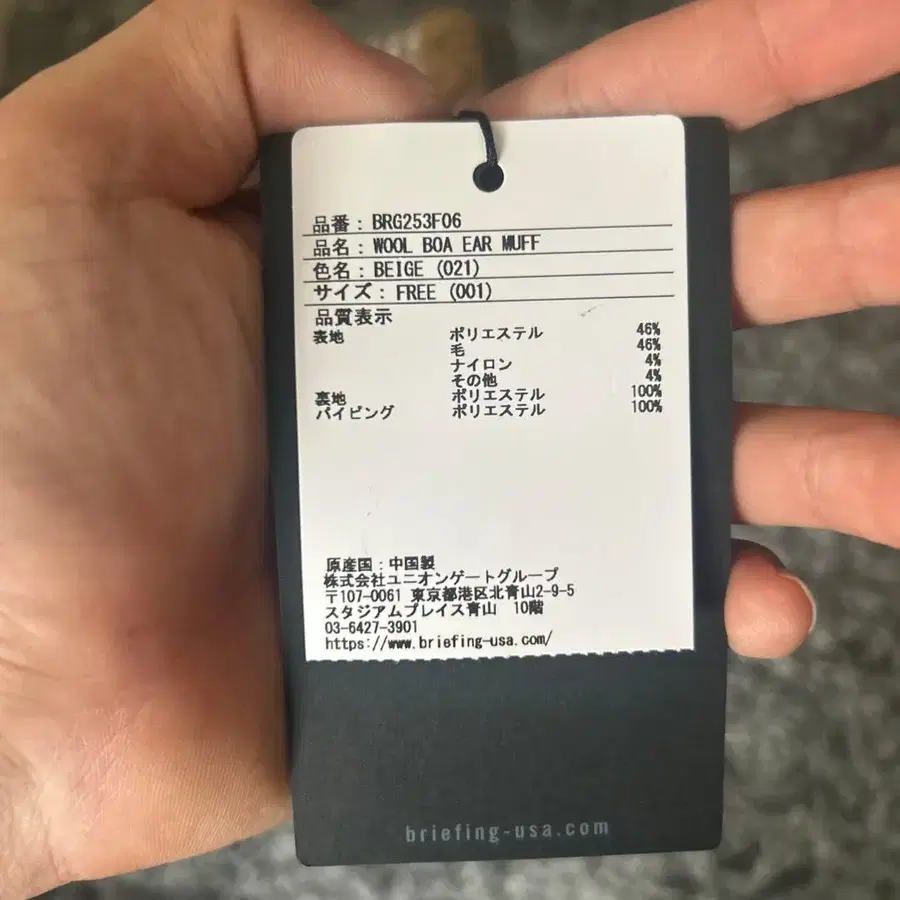 品番：BRG253F06
品名：WOOL BOA EAR MUFF
色名：BEIGE (021)
サイズ：FREE (001)
品質表示
表地 ポリエステル 46%
毛 46%
ナイロン 4%
その他 4%
裏地 ポリエステル 100%
パイピング ポリエステル 100%
原産国：中国製
株式会社ユニオンゲートグループ
〒107-0061 東京都港区北青山2-9-5
スタジアムプレイス青山 10階
03-6427-3901
https://www.briefing-usa.com/
briefing-usa.com